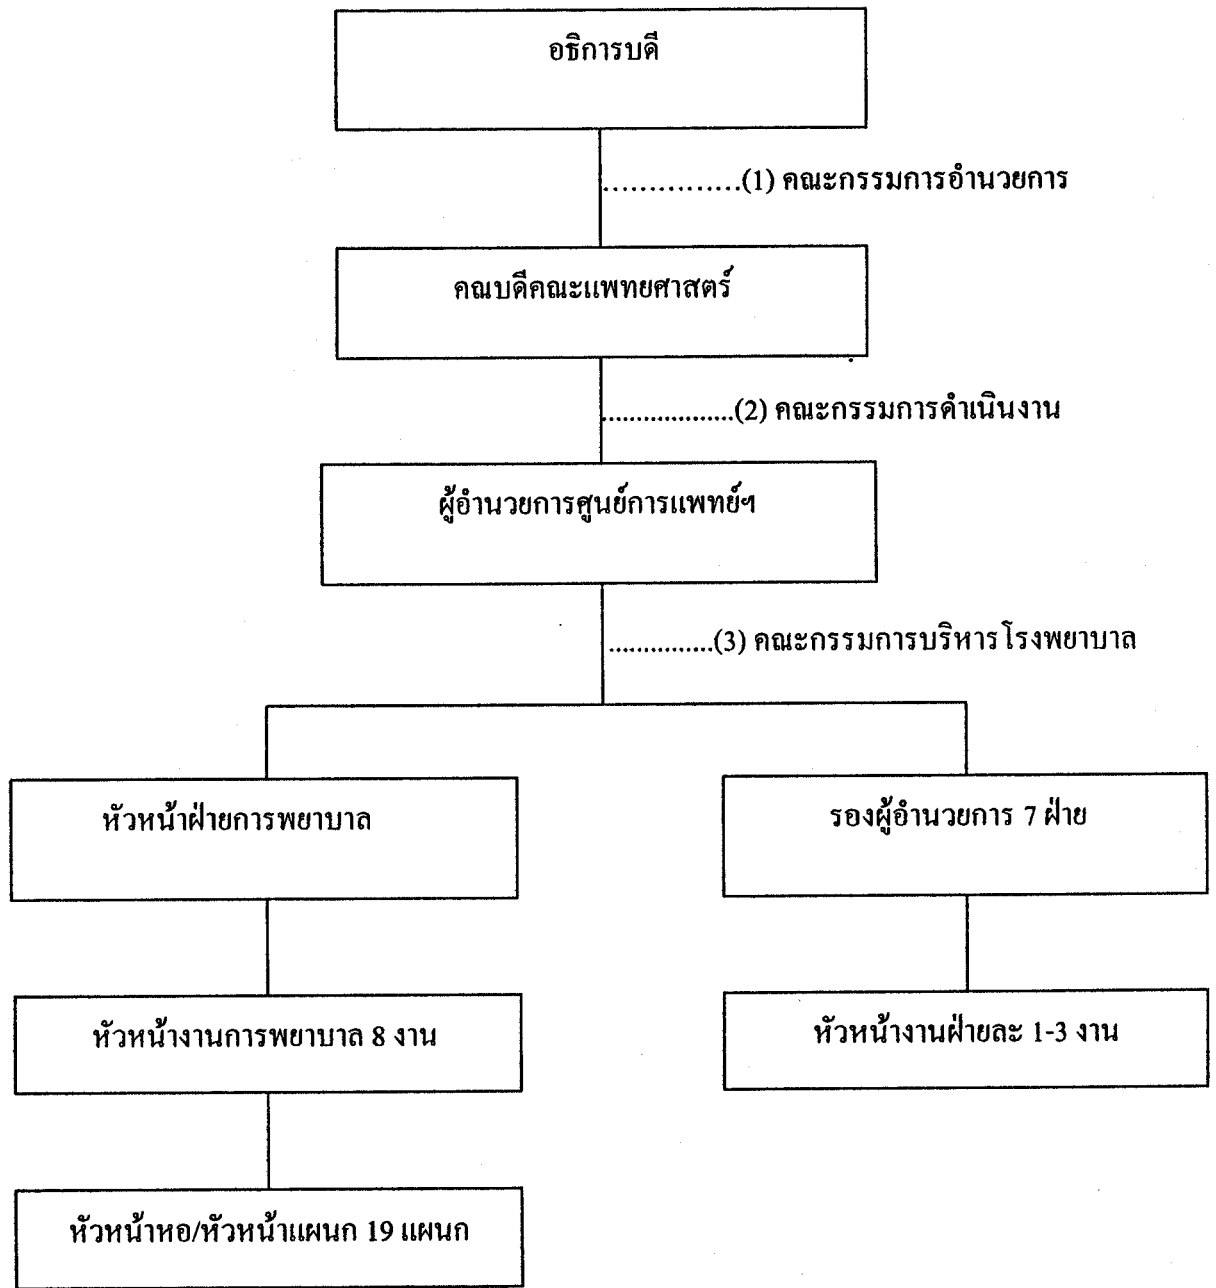 อธิการบดี
...............(1) คณะกรรมการอำนวยการ
คณบดีคณะแพทยศาสตร์
...................(2) คณะกรรมการดำเนินงาน
ผู้อำนวยการศูนย์การแพทย์ฯ
...............(3) คณะกรรมการบริหารโรงพยาบาล
หัวหน้าฝ่ายการพยาบาล
รองผู้อำนวยการ 7 ฝ่าย
หัวหน้างานการพยาบาล 8 งาน
หัวหน้างานฝ่ายละ 1-3 งาน
หัวหน้าหอ/หัวหน้าแผนก 19 แผนก